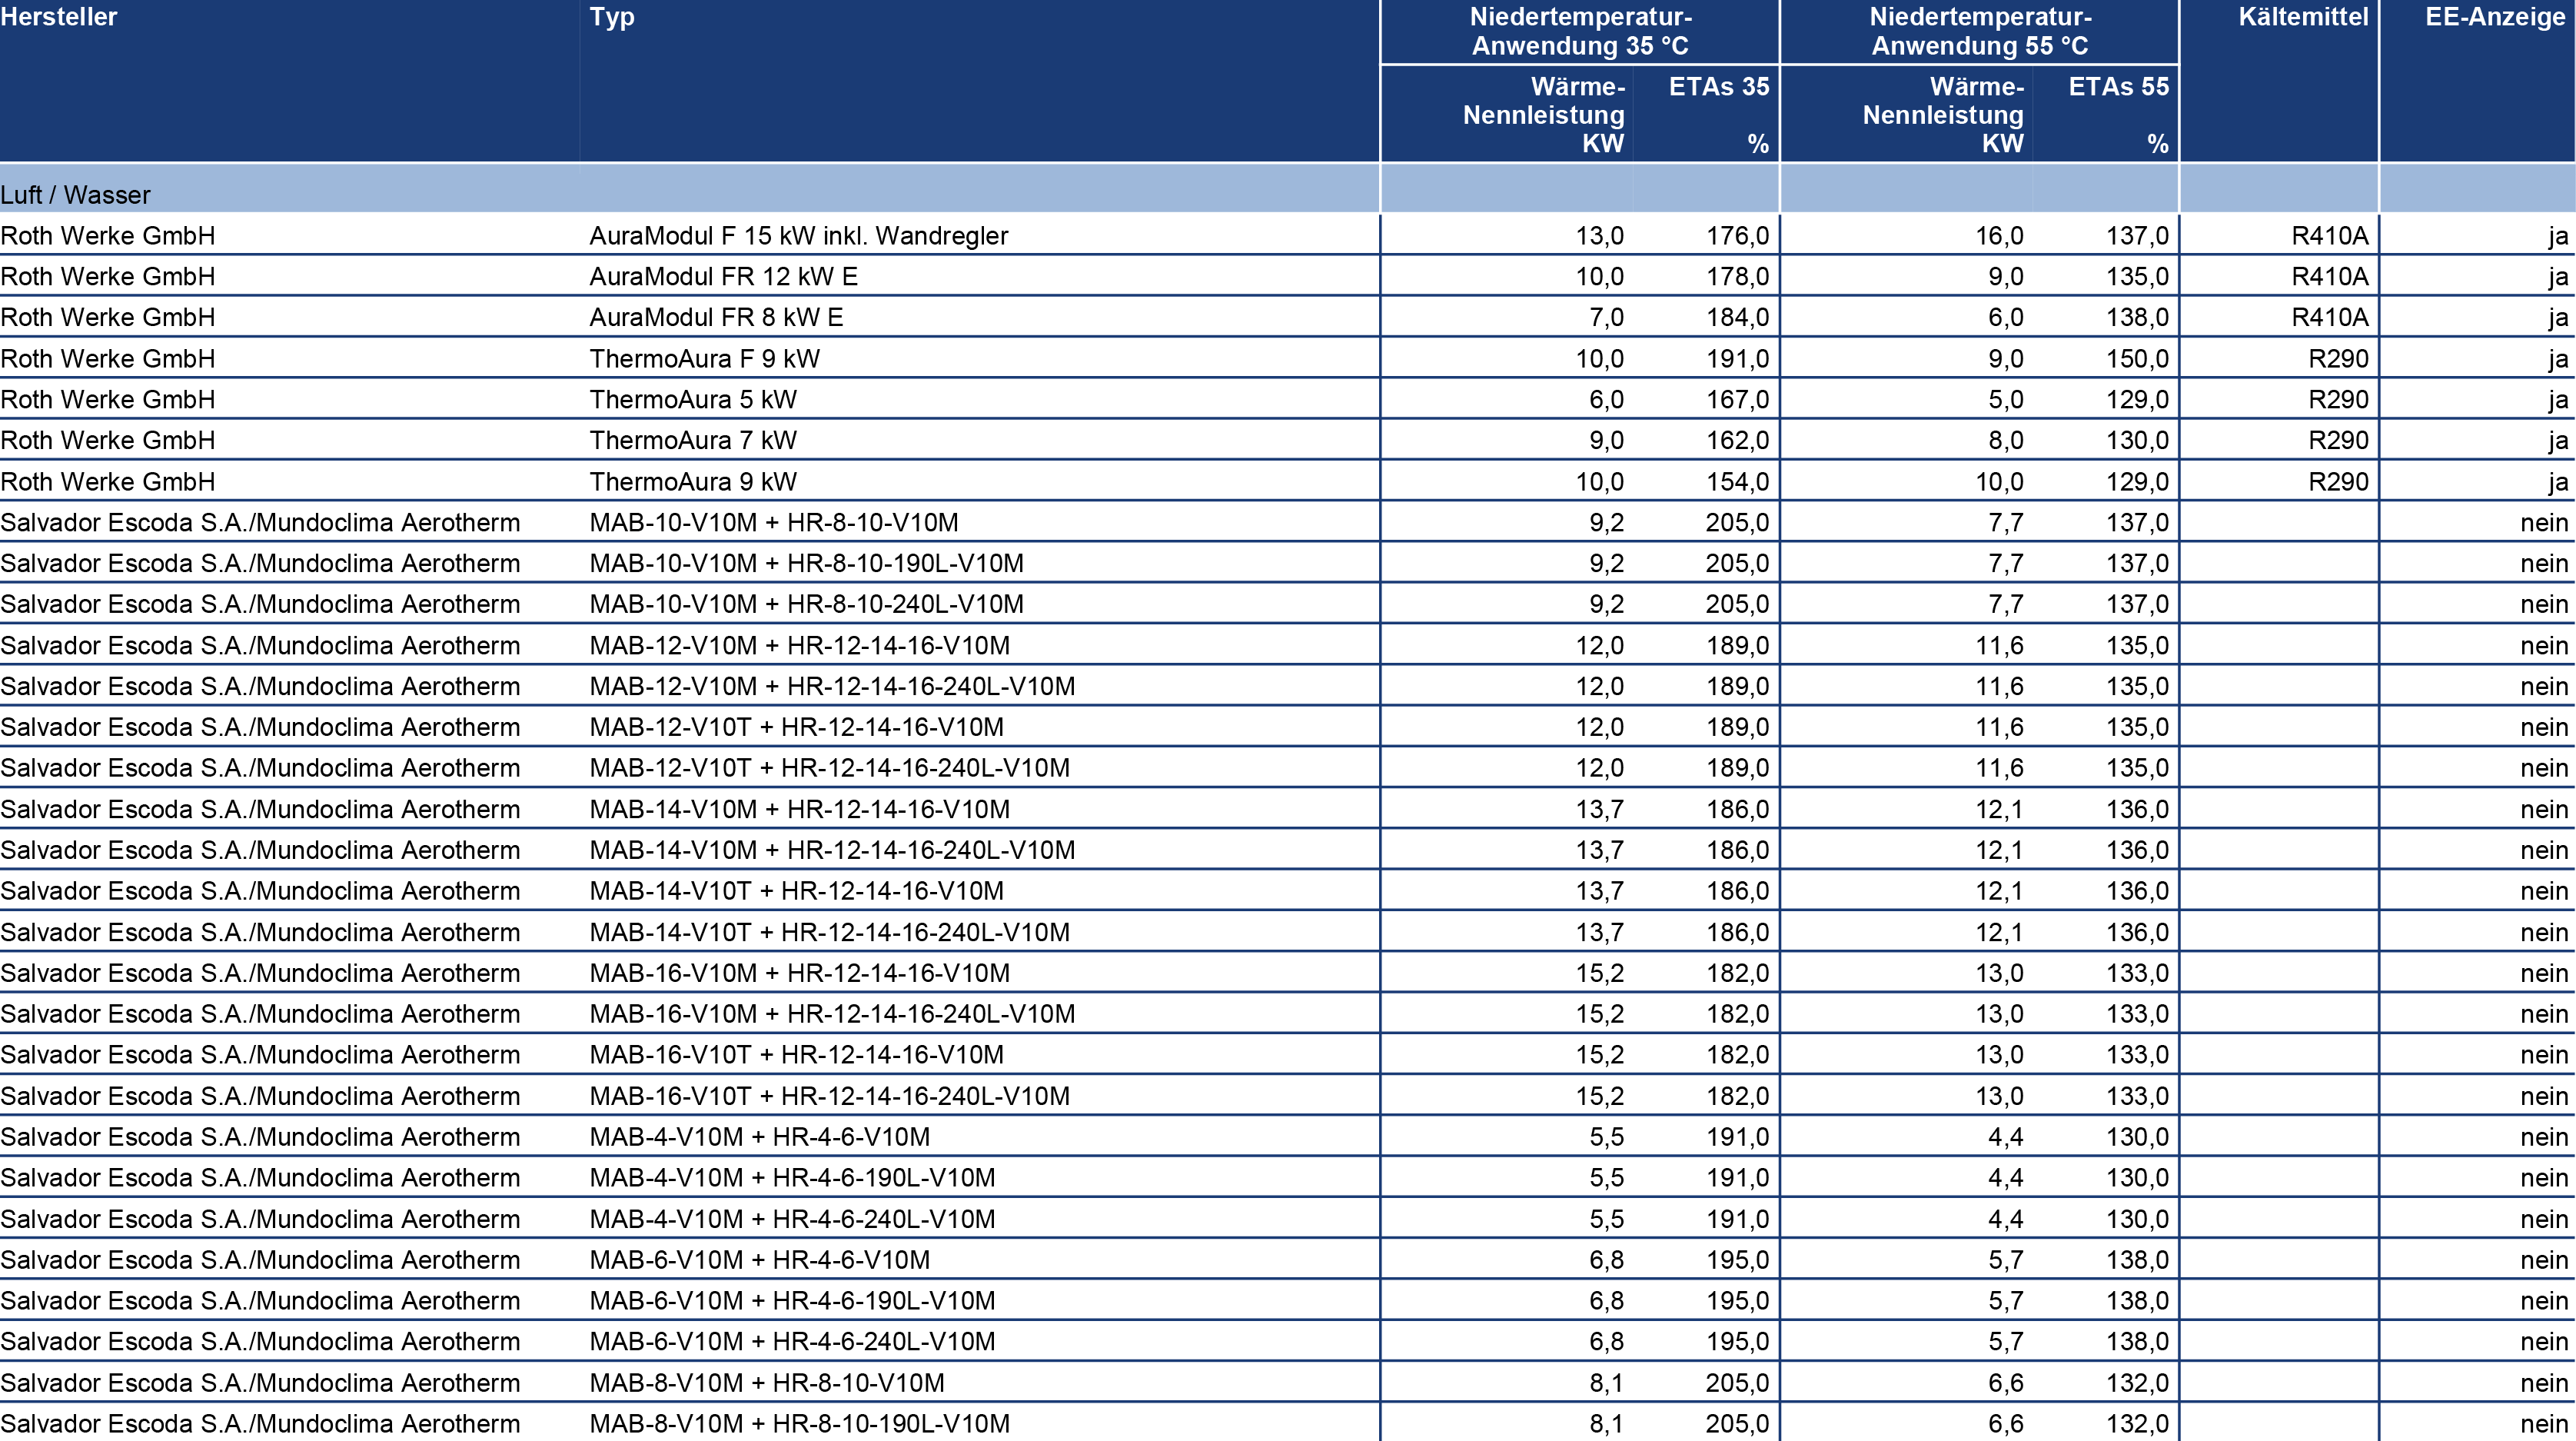 Hersteller Typ Niedertemperatur- Niedertemperatur- Kältemittel EE-Anzeige
Anwendung 35 °C Anwendung 55 °C
Wärme- ETAs 35 Wärme- ETAs 55
Nennleistung Nennleistung
KW % KW %
Luft / Wasser
Roth Werke GmbH AuraModul F 15 kW inkl. Wandregler 13,0 176,0 16,0 137,0 R410A ja
Roth Werke GmbH AuraModul FR 12 kW E 10,0 178,0 9,0 135,0 R410A ja
Roth Werke GmbH AuraModul FR 8 kW E 7,0 184,0 6,0 138,0 R410A ja
Roth Werke GmbH ThermoAura F 9 kW 10,0 191,0 9,0 150,0 R290 ja
Roth Werke GmbH ThermoAura 5 kW 6,0 167,0 5,0 129,0 R290 ja
Roth Werke GmbH ThermoAura 7 kW 9,0 162,0 8,0 130,0 R290 ja
Roth Werke GmbH ThermoAura 9 kW 10,0 154,0 10,0 129,0 R290 ja
Salvador Escoda S.A./Mundoclima Aerotherm MAB-10-V10M + HR-8-10-V10M 9,2 205,0 7,7 137,0 nein
Salvador Escoda S.A./Mundoclima Aerotherm MAB-10-V10M + HR-8-10-190L-V10M 9,2 205,0 7,7 137,0 nein
Salvador Escoda S.A./Mundoclima Aerotherm MAB-10-V10M + HR-8-10-240L-V10M 9,2 205,0 7,7 137,0 nein
Salvador Escoda S.A./Mundoclima Aerotherm MAB-12-V10M + HR-12-14-16-V10M 12,0 189,0 11,6 135,0 nein
Salvador Escoda S.A./Mundoclima Aerotherm MAB-12-V10M + HR-12-14-16-240L-V10M 12,0 189,0 11,6 135,0 nein
Salvador Escoda S.A./Mundoclima Aerotherm MAB-12-V10T + HR-12-14-16-V10M 12,0 189,0 11,6 135,0 nein
Salvador Escoda S.A./Mundoclima Aerotherm MAB-12-V10T + HR-12-14-16-240L-V10M 12,0 189,0 11,6 135,0 nein
Salvador Escoda S.A./Mundoclima Aerotherm MAB-14-V10M + HR-12-14-16-V10M 13,7 186,0 12,1 136,0 nein
Salvador Escoda S.A./Mundoclima Aerotherm MAB-14-V10M + HR-12-14-16-240L-V10M 13,7 186,0 12,1 136,0 nein
Salvador Escoda S.A./Mundoclima Aerotherm MAB-14-V10T + HR-12-14-16-V10M 13,7 186,0 12,1 136,0 nein
Salvador Escoda S.A./Mundoclima Aerotherm MAB-14-V10T + HR-12-14-16-240L-V10M 13,7 186,0 12,1 136,0 nein
Salvador Escoda S.A./Mundoclima Aerotherm MAB-16-V10M + HR-12-14-16-V10M 15,2 182,0 13,0 133,0 nein
Salvador Escoda S.A./Mundoclima Aerotherm MAB-16-V10M + HR-12-14-16-240L-V10M 15,2 182,0 13,0 133,0 nein
Salvador Escoda S.A./Mundoclima Aerotherm MAB-16-V10T + HR-12-14-16-V10M 15,2 182,0 13,0 133,0 nein
Salvador Escoda S.A./Mundoclima Aerotherm MAB-16-V10T + HR-12-14-16-240L-V10M 15,2 182,0 13,0 133,0 nein
Salvador Escoda S.A./Mundoclima Aerotherm MAB-4-V10M + HR-4-6-V10M 5,5 191,0 4,4 130,0 nein
Salvador Escoda S.A./Mundoclima Aerotherm MAB-4-V10M + HR-4-6-190L-V10M 5,5 191,0 4,4 130,0 nein
Salvador Escoda S.A./Mundoclima Aerotherm MAB-4-V10M + HR-4-6-240L-V10M 5,5 191,0 4,4 130,0 nein
Salvador Escoda S.A./Mundoclima Aerotherm MAB-6-V10M + HR-4-6-V10M 6,8 195,0 5,7 138,0 nein
Salvador Escoda S.A./Mundoclima Aerotherm MAB-6-V10M + HR-4-6-190L-V10M 6,8 195,0 5,7 138,0 nein
Salvador Escoda S.A./Mundoclima Aerotherm MAB-6-V10M + HR-4-6-240L-V10M 6,8 195,0 5,7 138,0 nein
Salvador Escoda S.A./Mundoclima Aerotherm MAB-8-V10M + HR-8-10-V10M 8,1 205,0 6,6 132,0 nein
Salvador Escoda S.A./Mundoclima Aerotherm MAB-8-V10M + HR-8-10-190L-V10M 8,1 205,0 6,6 132,0 nein